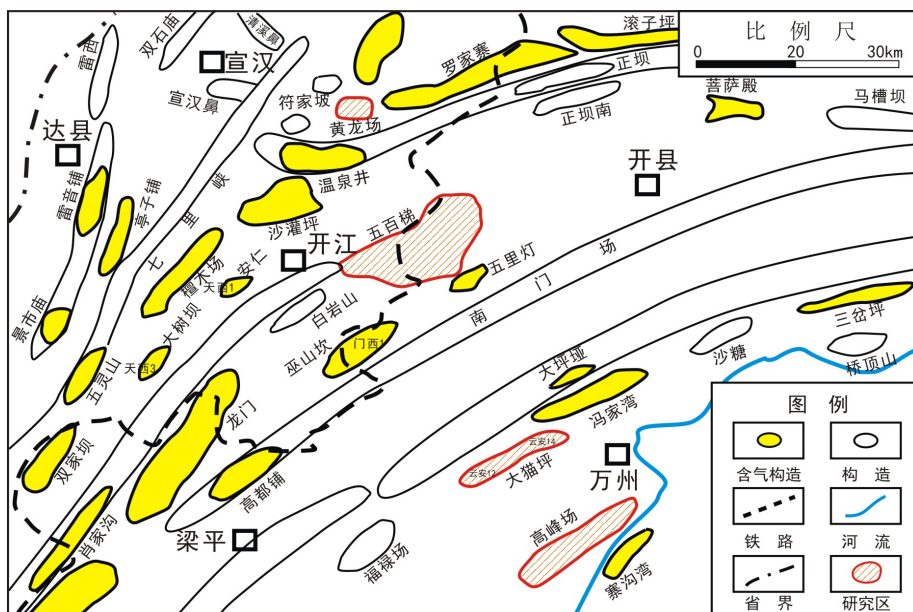 比例尺
0 20 30km
滚子坪
清溪鼻
双石庙
雷西
宣汉
罗家寨
正坝
菩萨殿
马槽坝
宣汉鼻
符家坡
黄龙场
正坝南
达县
温泉井
开县
雷音铺
亭子铺
七里峡
沙灌坪
五百梯
开江
五里灯
檀木场
安仁
天西1
南门场
白岩山
大树坝
景市庙
巫山坎
门西1
三岔坪
沙糖
桥顶山
天西3
五灵山
大坪垭
龙门
冯家湾
图例
双家坝
云安14
大猫坪
云安12
万州
含气构造
构造
高都铺
肖家沟
梁平
高峰场
福禄场
寨沟湾
铁路
河流
省界
研究区